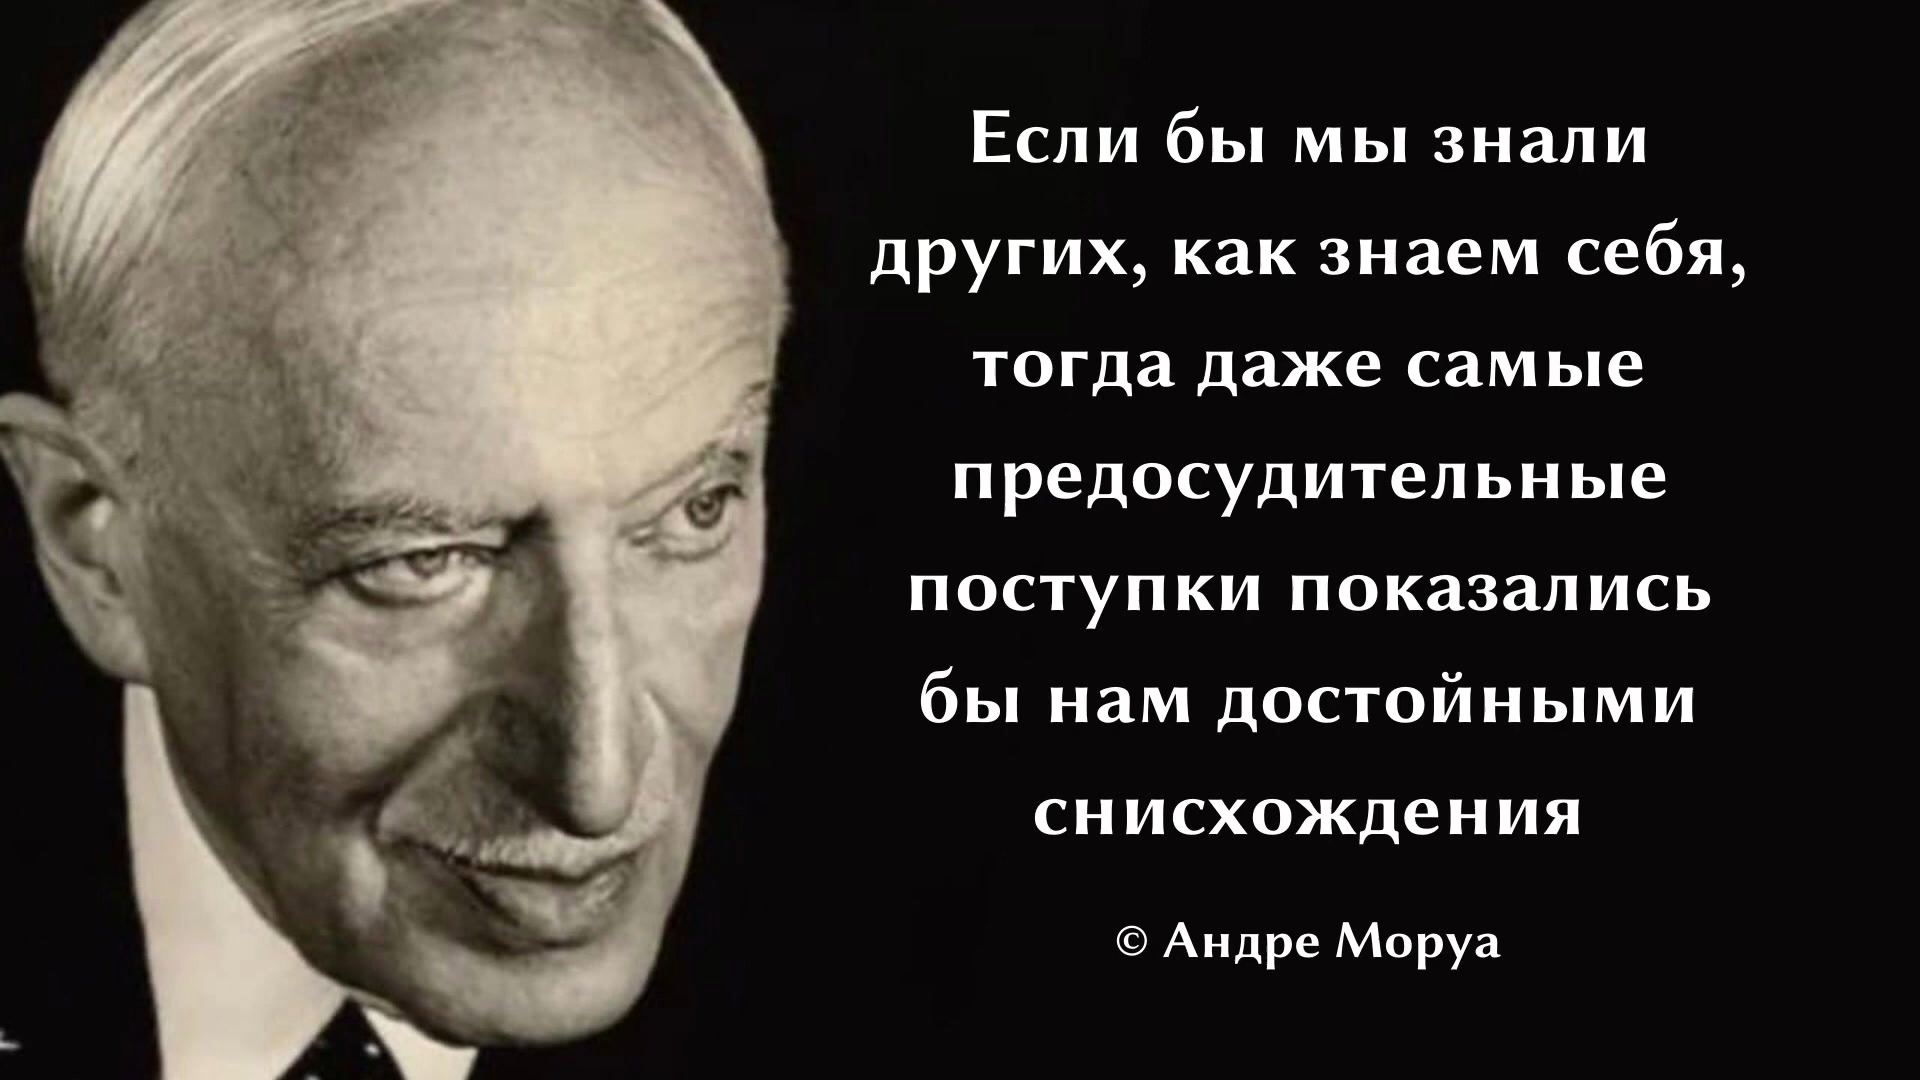 Если бы мы знали
других, как знаем себя,
тогда даже самые
предосудительные
поступки показались
бы нам достойными
снисхождения
© Андре Моруа